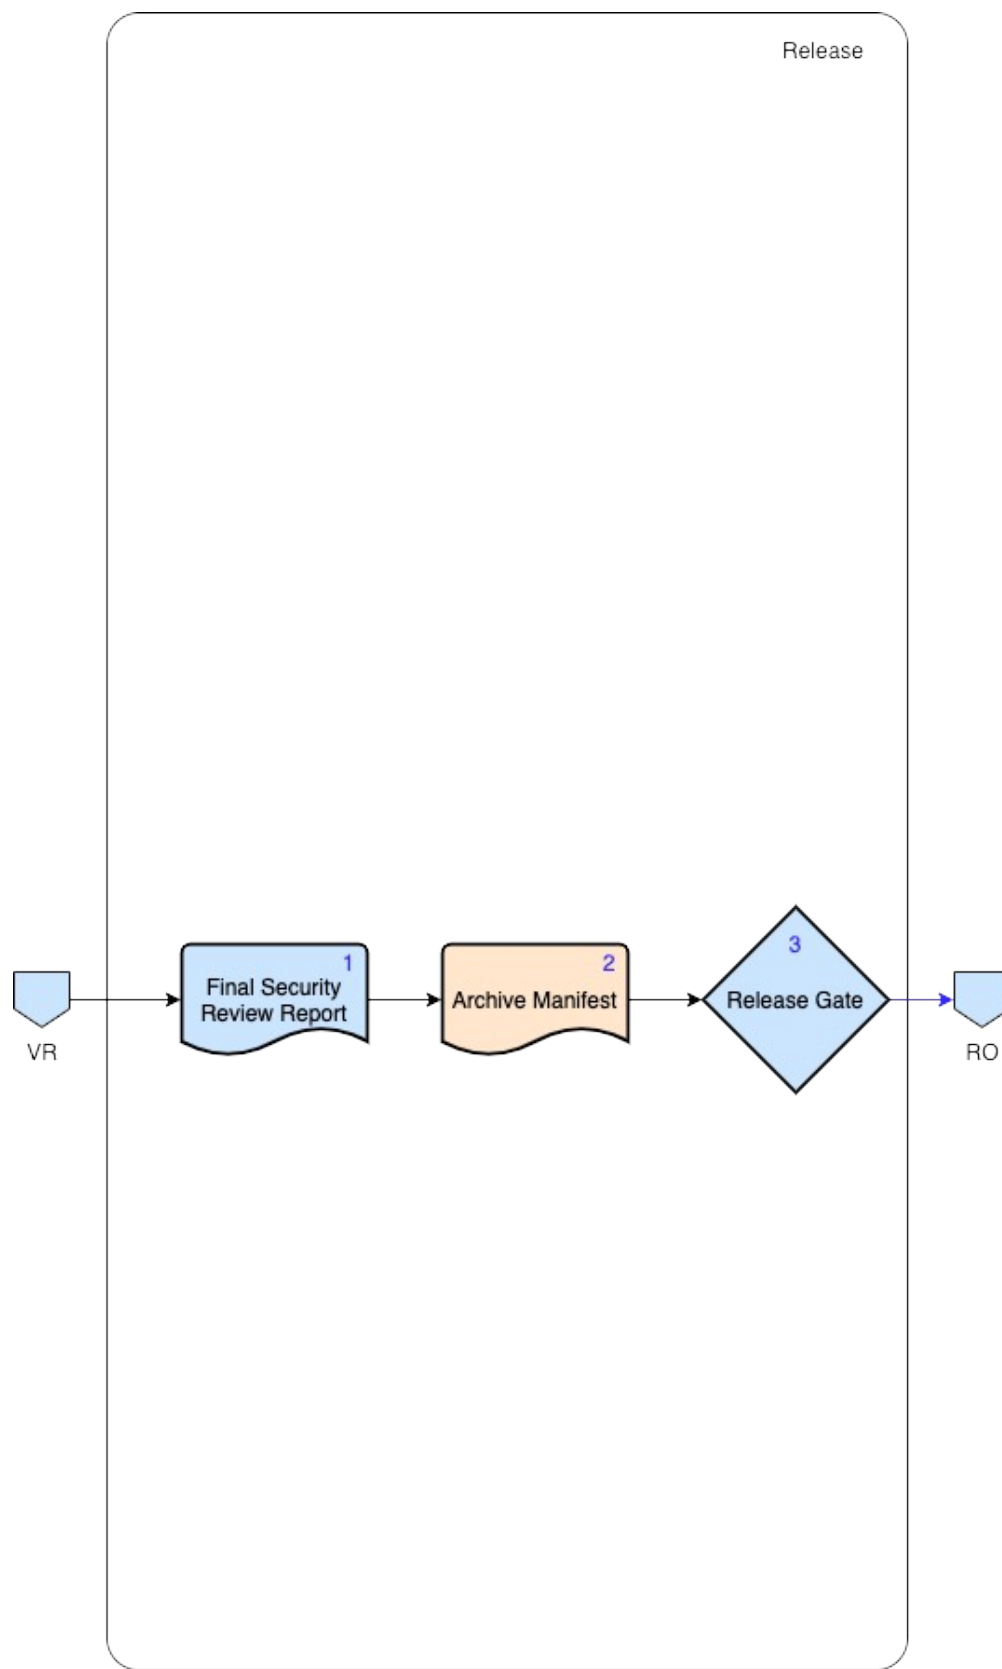 Release
VR
1
Final Security
Review Report
2
Archive Manifest
3
Release Gate
RO